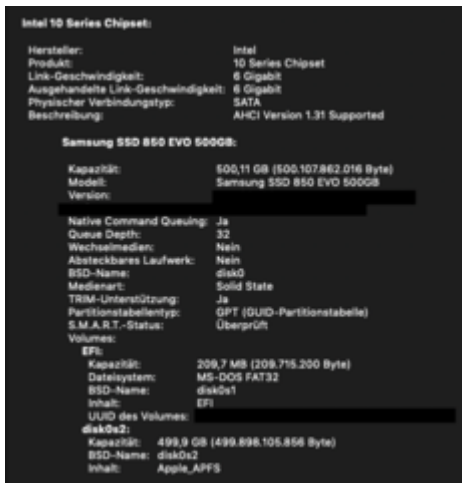 Intel 10 Series Chipset:
Hersteller: Intel
Produkt: 10 Series Chipset
Link-Geschwindigkeit: 6 Gigabit
Ausgehandelte Link-Geschwindigkeit: 6 Gigabit
Physischer Verbindungstyp: SATA
Beschreibung: AHCI Version 1.31 Supported
Samsung SSD 850 EVO 500GB:
Kapazität: 500,11 GB (500.107.862.016 Byte)
Modell: Samsung SSD 850 EVO 500GB
Version:
Native Command Queuing: Ja
Queue Depth: 32
Wechselmedien: Nein
Absteckbares Laufwerk: Nein
BSD-Name: disk0
Medienart: Solid State
TRIM-Unterstützung: Ja
Partitionstabellentyp: GPT (GUID-Partitionstabelle)
S.M.A.R.T.-Status: Überprüft
Volumes:
EFI:
Kapazität: 209,7 MB (209.715.200 Byte)
Dateisystem: MS-DOS FAT32
BSD-Name: disk0s1
Inhalt: EFI
UUID des Volumes:
disk0s2:
Kapazität: 499,9 GB (499.898.105.856 Byte)
BSD-Name: disk0s2
Inhalt: Apple_APFS